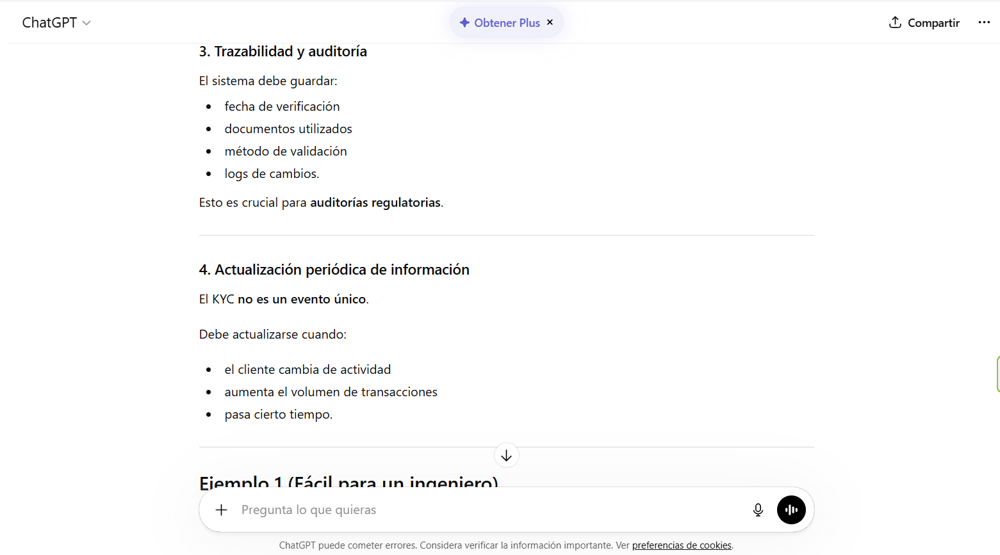 ChatGPT
Obtener Plus
Compartir
3. Trazabilidad y auditoría
El sistema debe guardar:
fecha de verificación
documentos utilizados
método de validación
logs de cambios.
Esto es crucial para auditorías regulatorias.
4. Actualización periódica de información
El KYC no es un evento único.
Debe actualizarse cuando:
el cliente cambia de actividad
aumenta el volumen de transacciones
pasa cierto tiempo.
Ejemplo 1 (Fácil para un ingeniero)
Pregunta lo que quieras
ChatGPT puede cometer errores. Considera verificar la información importante. Ver preferencias de cookies.